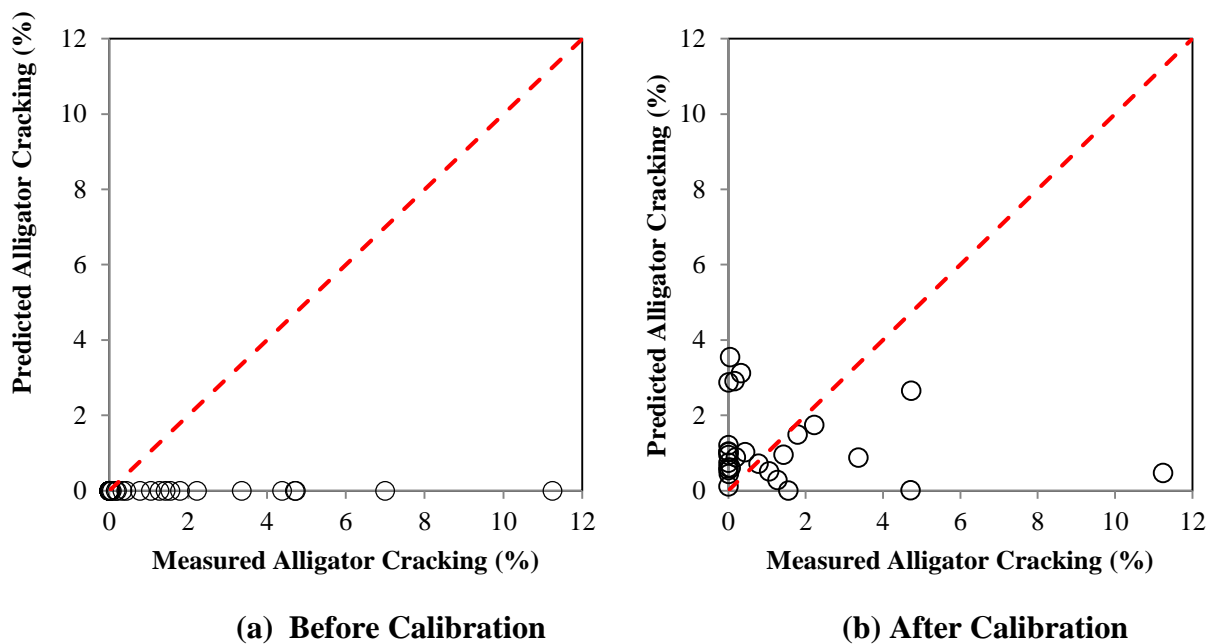 Predicted Alligator Cracking (%)
12
10
8
6
4
2
0
0 2 4 6 8 10 12
Measured Alligator Cracking (%)
(a) Before Calibration
Predicted Alligator Cracking (%)
12
10
8
6
4
2
0
0 2 4 6 8 10 12
Measured Alligator Cracking (%)
(b) After Calibration